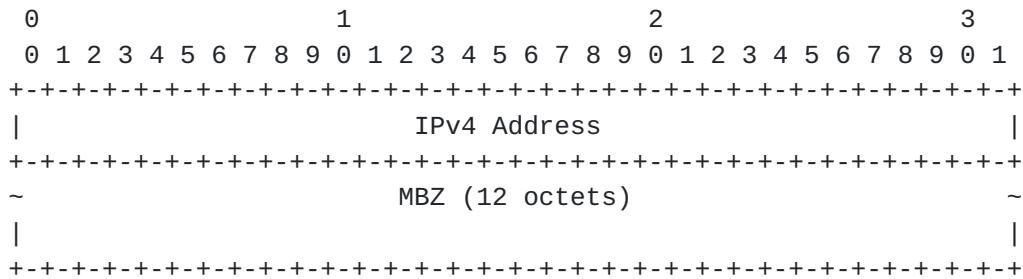 0                   1                   2                   3
 0 1 2 3 4 5 6 7 8 9 0 1 2 3 4 5 6 7 8 9 0 1 2 3 4 5 6 7 8 9 0 1
+-+-+-+-+-+-+-+-+-+-+-+-+-+-+-+-+-+-+-+-+-+-+-+-+-+-+-+-+-+-+-+-+
|                         IPv4 Address                          |
+-+-+-+-+-+-+-+-+-+-+-+-+-+-+-+-+-+-+-+-+-+-+-+-+-+-+-+-+-+-+-+-+
~                        MBZ (12 octets)                        ~
|                                                               |
+-+-+-+-+-+-+-+-+-+-+-+-+-+-+-+-+-+-+-+-+-+-+-+-+-+-+-+-+-+-+-+-+